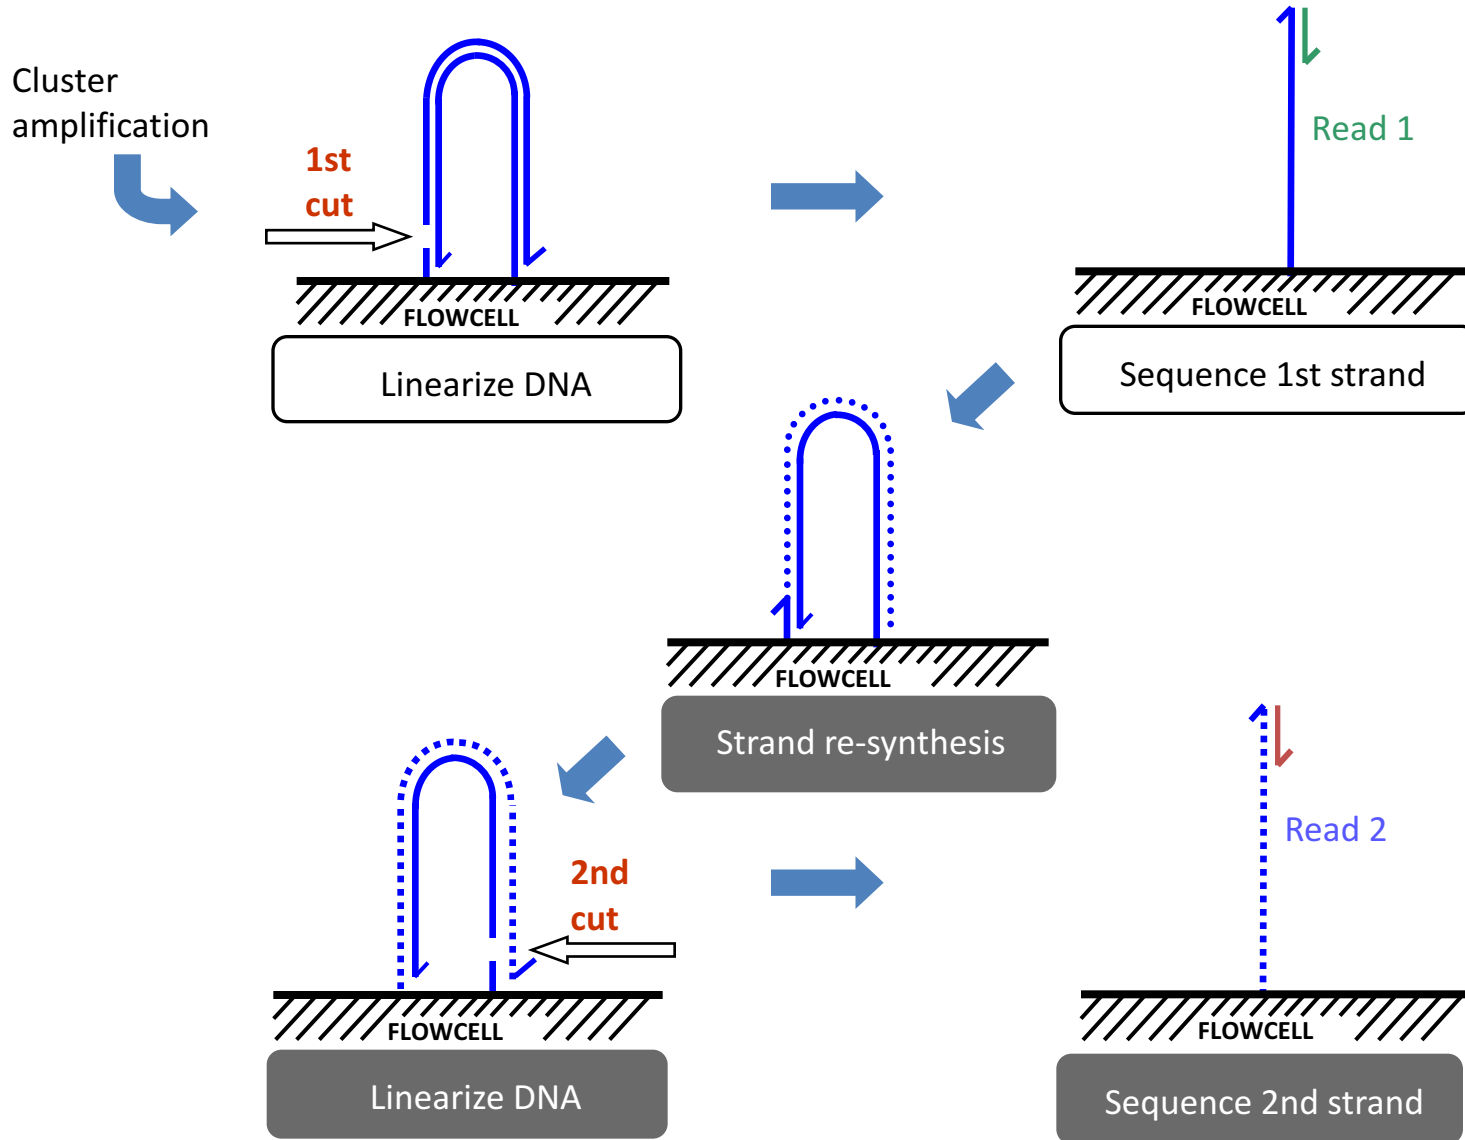 Cluster
amplification
1st
cut
FLOWCELL
Linearize DNA
Read 1
FLOWCELL
Sequence 1st strand
FLOWCELL
Strand re-synthesis
2nd
cut
FLOWCELL
Linearize DNA
Read 2
FLOWCELL
Sequence 2nd strand